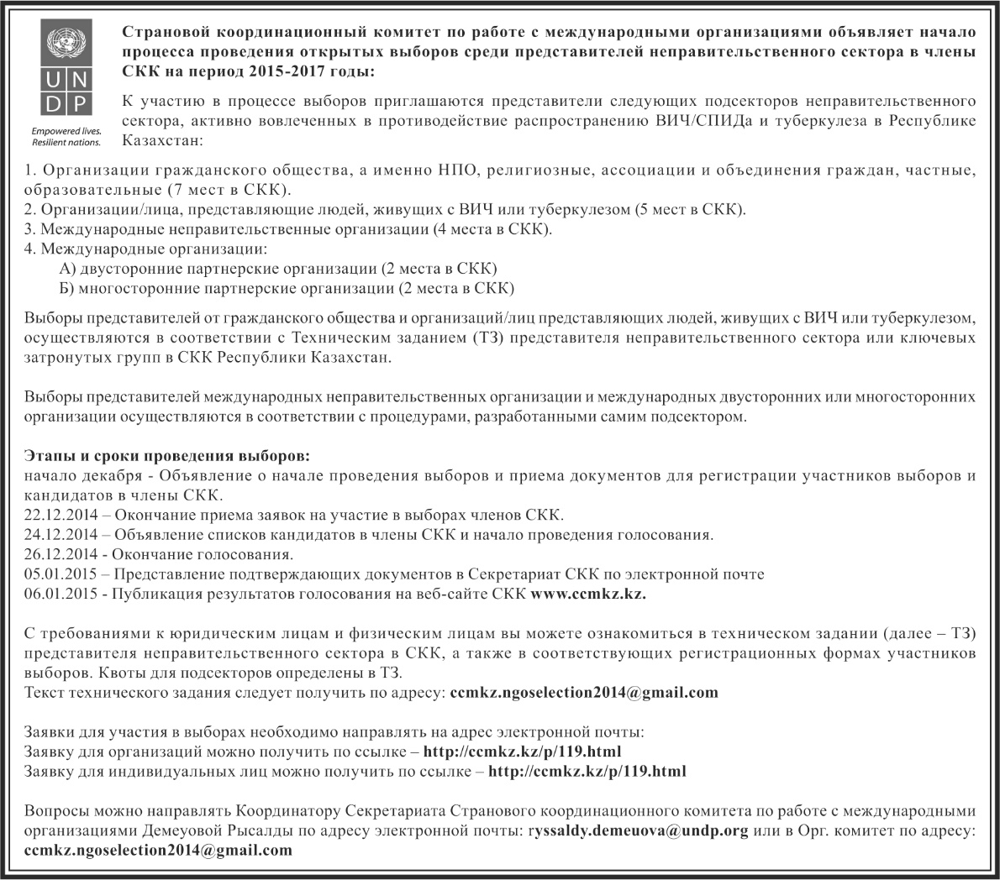 UN
DP
Empowered lives.
Resilient nations.
Страновой координационный комитет по работе с международными организациями объявляет начало
процесса проведения открытых выборов среди представителей неправительственного сектора в члены
СКК на период 2015-2017 годы:
К участию в процессе выборов приглашаются представители следующих подсекторов неправительственного
сектора, активно вовлеченных в противодействие распространению ВИЧ/СПИДа и туберкулеза в Республике
Казахстан:
1. Организации гражданского общества, а именно НПО, религиозные, ассоциации и объединения граждан, частные,
образовательные (7 мест в СКК).
2. Организации/лица, представляющие людей, живущих с ВИЧ или туберкулезом (5 мест в СКК).
3. Международные неправительственные организации (4 места в СКК).
4. Международные организации:
А) двусторонние партнерские организации (2 места в СКК)
Б) многосторонние партнерские организации (2 места в СКК)
Выборы представителей от гражданского общества и организаций/лиц представляющих людей, живущих с ВИЧ или туберкулезом,
осуществляются в соответствии с Техническим заданием (ТЗ) представителя неправительственного сектора или ключевых
затронутых групп в СКК Республики Казахстан.
Выборы представителей международных неправительственных организации и международных двусторонних или многосторонних
организации осуществляются в соответствии с процедурами, разработанными самим подсектором.
Этапы и сроки проведения выборов:
начало декабря - Объявление о начале проведения выборов и приема документов для регистрации участников выборов и
кандидатов в члены СКК.
22.12.2014 – Окончание приема заявок на участие в выборах членов СКК.
24.12.2014 – Объявление списков кандидатов в члены СКК и начало проведения голосования.
26.12.2014 - Окончание голосования.
05.01.2015 – Представление подтверждающих документов в Секретариат СКК по электронной почте
06.01.2015 - Публикация результатов голосования на веб-сайте СКК www.ccmkz.kz.
С требованиями к юридическим лицам и физическим лицам вы можете ознакомиться в техническом задании (далее – ТЗ)
представителя неправительственного сектора в СКК, а также в соответствующих регистрационных формах участников
выборов. Квоты для подсекторов определены в ТЗ.
Текст технического задания следует получить по адресу: ccmkz.ngoselection2014@gmail.com
Заявки для участия в выборах необходимо направлять на адрес электронной почты:
Заявку для организаций можно получить по ссылке – http://ccmkz.kz/p/119.html
Заявку для индивидуальных лиц можно получить по ссылке – http://ccmkz.kz/p/119.html
Вопросы можно направлять Координатору Секретариата Странового координационного комитета по работе с международными
организациями Демеуовой Рысалды по адресу электронной почты: ryssaldy.demeuova@undp.org или в Орг. комитет по адресу:
ccmkz.ngoselection2014@gmail.com